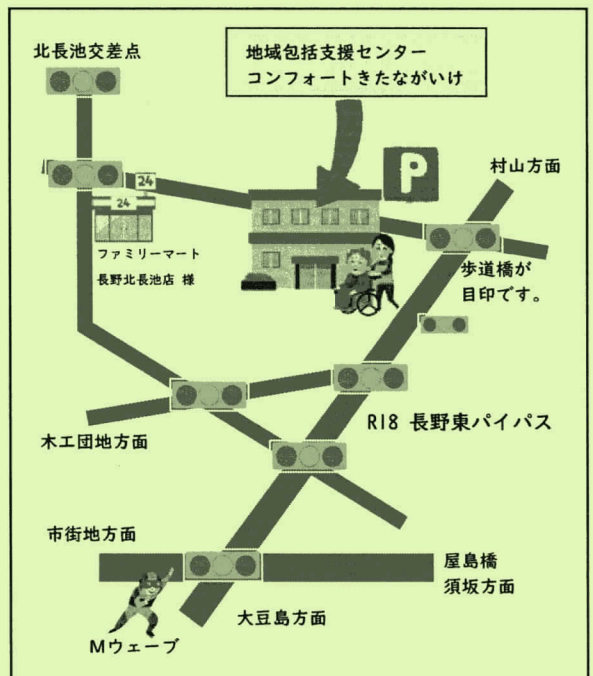 北長池交差点
地域包括支援センター
コンフォートきたながいけ
24
24
P
村山方面
ファミリーマート
長野北長池店 様
歩道橋が
目印です。
R18 長野東バイパス
木工団地方面
市街地方面
屋島橋
須坂方面
大豆島方面
Mウェーブ